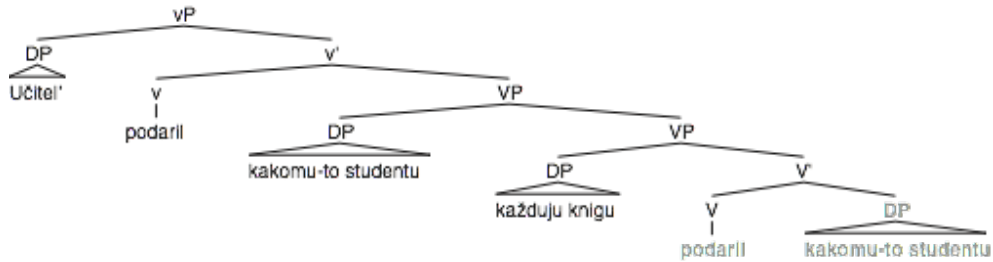 vP
DP v'
Učitel' v VP
podaril DP VP
kakomu-to studentu DP V'
každuju knigu V DP
podaril kakomu-to studentu